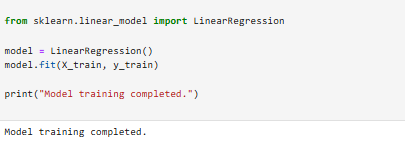 from sklearn.linear_model import LinearRegression
model = LinearRegression()
model.fit(X_train, y_train)
print("Model training completed.")
Model training completed.